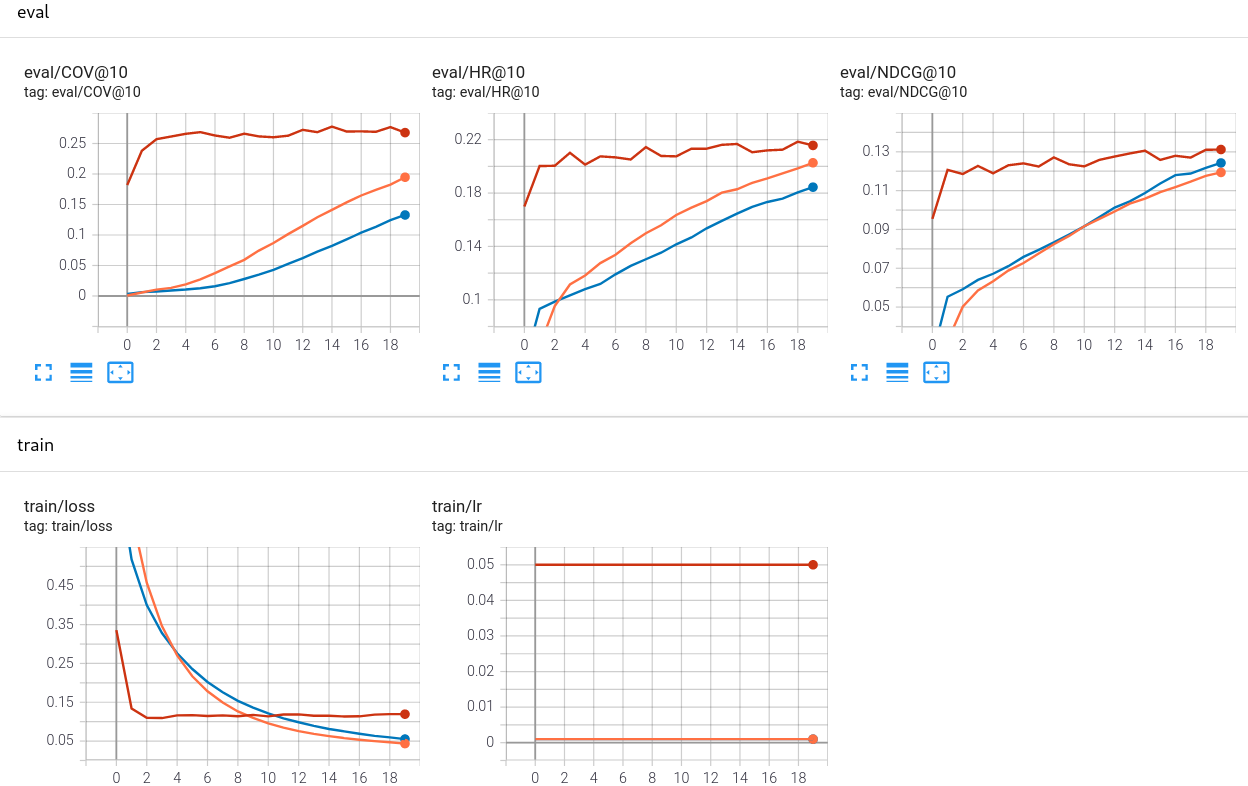 eval
eval/COV@10
tag: eval/COV@10
0.25
0.2
0.15
0.1
0.05
0
0 2 4 6 8 10 12 14 16 18
eval/HR@10
tag: eval/HR@10
0.22
0.18
0.14
0.1
0 2 4 6 8 10 12 14 16 18
eval/NDCG@10
tag: eval/NDCG@10
0.13
0.11
0.09
0.07
0.05
0 2 4 6 8 10 12 14 16 18
train
train/loss
tag: train/loss
0.45
0.35
0.25
0.15
0.05
0 2 4 6 8 10 12 14 16 18
train/lr
tag: train/lr
0.05
0.04
0.03
0.02
0.01
0
0 2 4 6 8 10 12 14 16 18